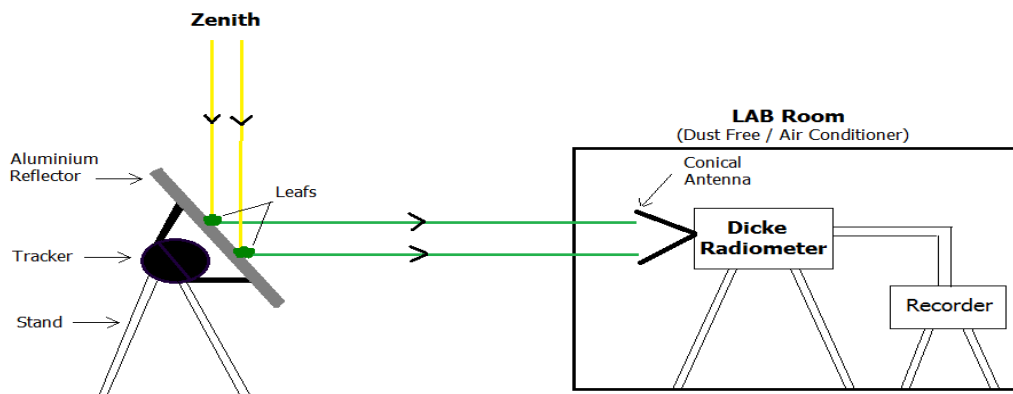 Zenith
LAB Room
(Dust Free / Air Conditioner)
Aluminium
Reflector
Conical
Antenna
Leafs
Dicke
Radiometer
Tracker
Recorder
Stand